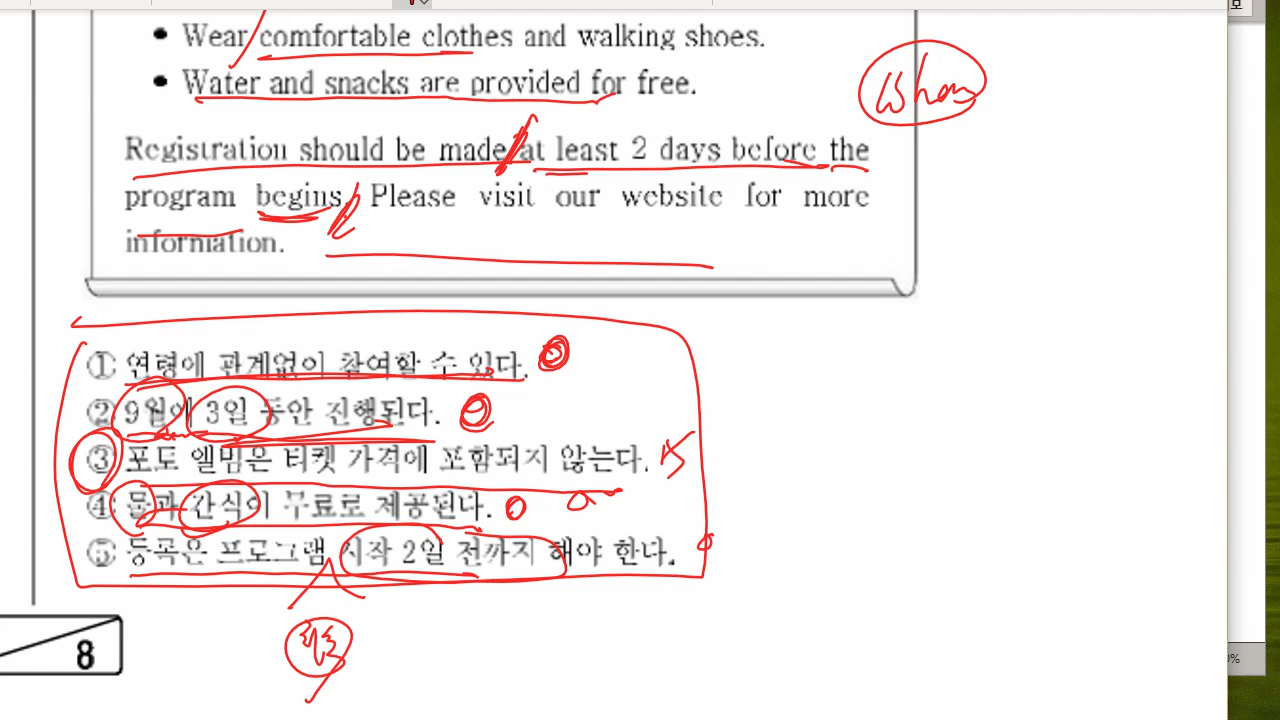 • Wear comfortable clothes and walking shoes.
• Water and snacks are provided for free.
Registration should be made at least 2 days before the
program begins. Please visit our website for more
information.
① 연령에 관계없이 참여할 수 있다.
② 9월에 3일 동안 진행된다.
③ 포토 앨범은 티켓 가격에 포함되지 않는다.
④ 물과 간식이 무료로 제공된다.
⑤ 등록은 프로그램 시작 2일 전까지 해야 한다.
8